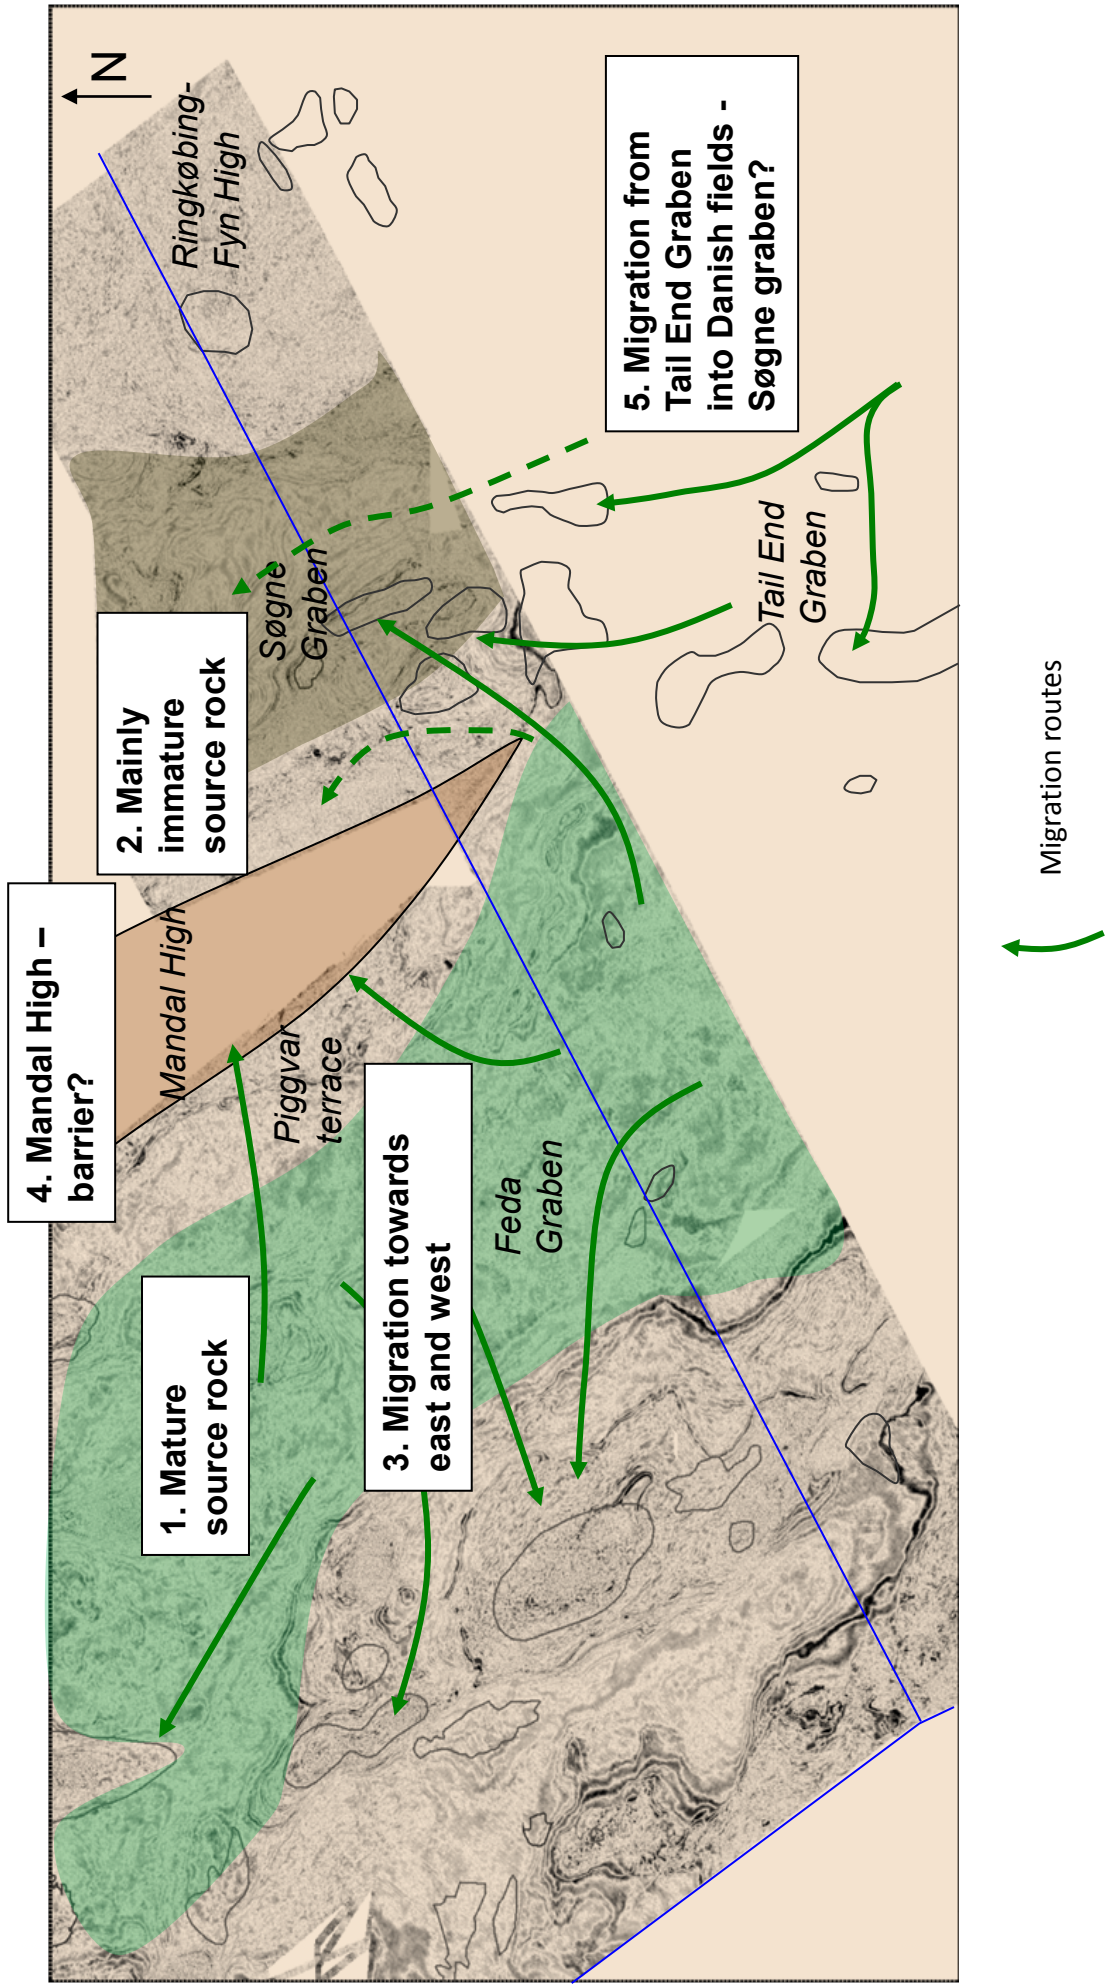 1. Mature
source rock
2. Mainly
immature
source rock
3. Migration towards
east and west
4. Mandal High –
barrier?
5. Migration from
Tail End Graben
into Danish fields -
Søgne graben?
Mandal High
Piggvar
terrace
Feda
Graben
Søgne
Graben
Ringkøbing-
Fyn High
Tail End
Graben
N
Migration routes